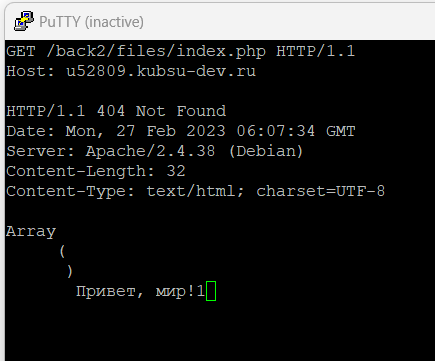 PuTTY (inactive)
GET /back2/files/index.php HTTP/1.1
Host: u52809.kubsu-dev.ru
HTTP/1.1 404 Not Found
Date: Mon, 27 Feb 2023 06:07:34 GMT
Server: Apache/2.4.38 (Debian)
Content-Length: 32
Content-Type: text/html; charset=UTF-8
Array
(
)
Привет, мир!1